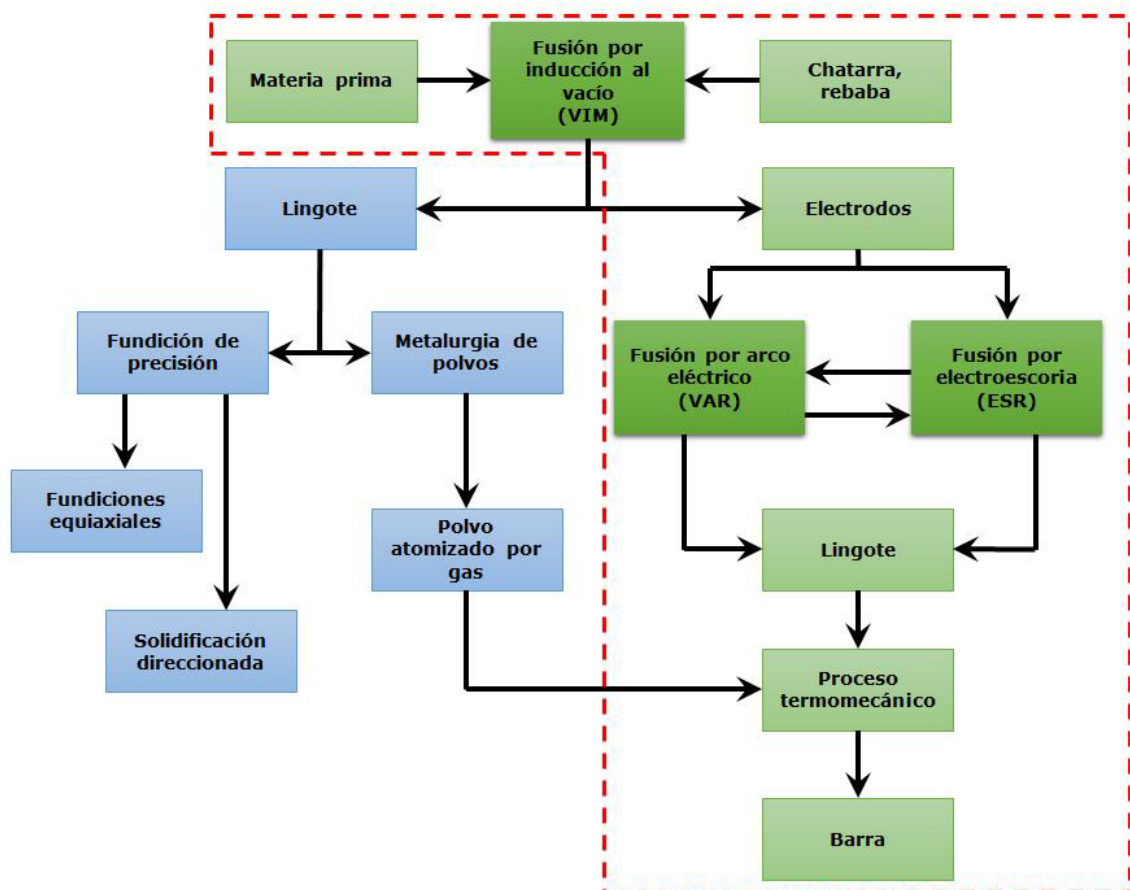 Materia prima
Fusión por
inducción al
vacío
(VIM)
Chatarra,
rebaba
Lingote
Electrodos
Fundición de
precisión
Metalurgia de
polvos
Fusión por arco
eléctrico
(VAR)
Fusión por
electroescoria
(ESR)
Fundiciones
equiaxiales
Polvo
atomizado por
gas
Lingote
Solidificación
direccionada
Proceso
termomecánico
Barra